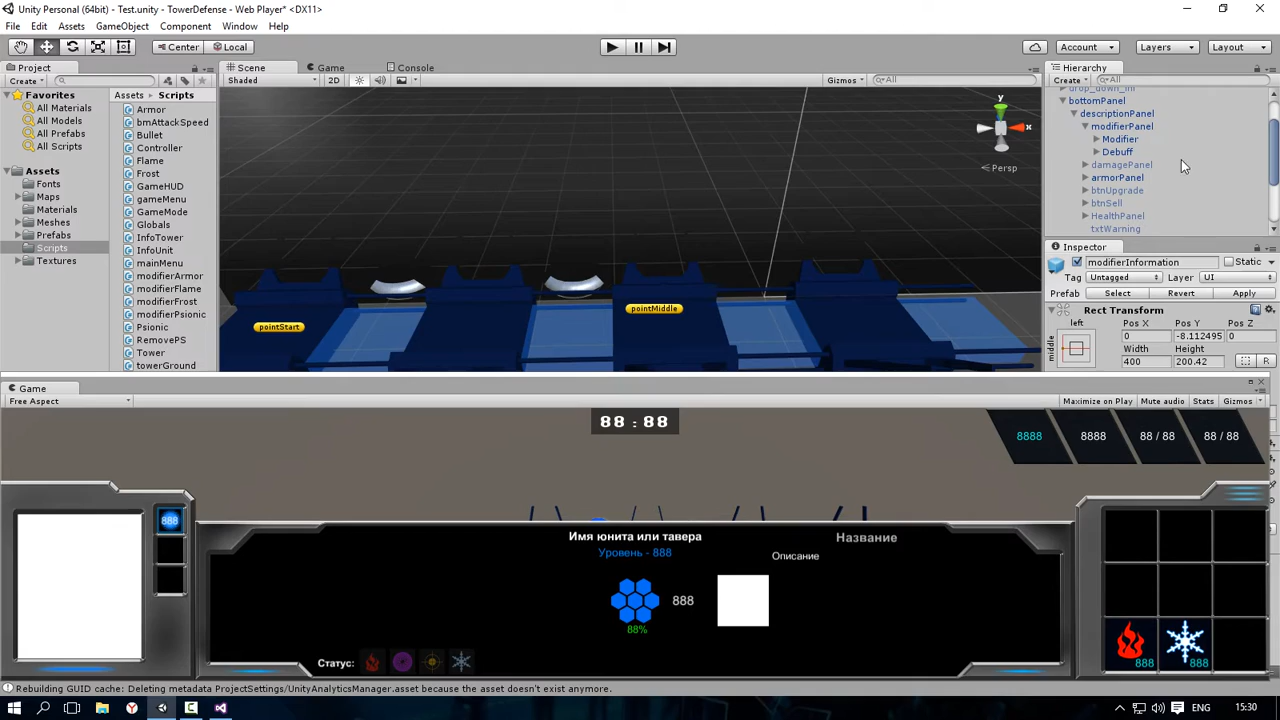 Unity Personal (64bit) - Test.unity - TowerDefense - Web Player* <DX11>
File Edit Assets GameObject Component Window Help
Center Local Account Layers Layout
Project
Create
Favorites
All Materials
All Models
All Prefabs
All Scripts
Assets
Fonts
Maps
Materials
Meshes
Prefabs
Scripts
Textures
Assets Scripts
Armor
bmAttackSpeed
Bullet
Controller
Flame
Frost
GameHUD
gameMenu
GameMode
Globals
InfoTower
InfoUnit
mainMenu
modifierArmor
modifierFlame
modifierFrost
modifierPsionic
Psionic
RemovePS
Tower
towerGround
Scene Game Console
Shaded 2D Gizmos All
y
x
Persp
pointStart
pointMiddle
Hierarchy
Create All
bottomPanel
descriptionPanel
modifierPanel
Modifier
Debuff
damagePanel
armorPanel
btnUpgrade
btnSell
HealthPanel
txtWarning
Inspector
modifierInformation Static
Tag Untagged Layer UI
Prefab Select Revert Apply
Rect Transform
left Pos X Pos Y Pos Z
middle 0 -8.112495 0
Width Height
400 200.42 R
Game
Free Aspect Maximize on Play Mute audio Stats Gizmos
88 : 88
8888 8888 88 / 88 88 / 88
888
Имя юнита или тавера
Уровень - 888
Название
Описание
888
88%
Статус:
888 888
Rebuilding GUID cache: Deleting metadata ProjectSettings/UnityAnalyticsManager.asset because the asset doesn't exist anymore.
ENG 15:30